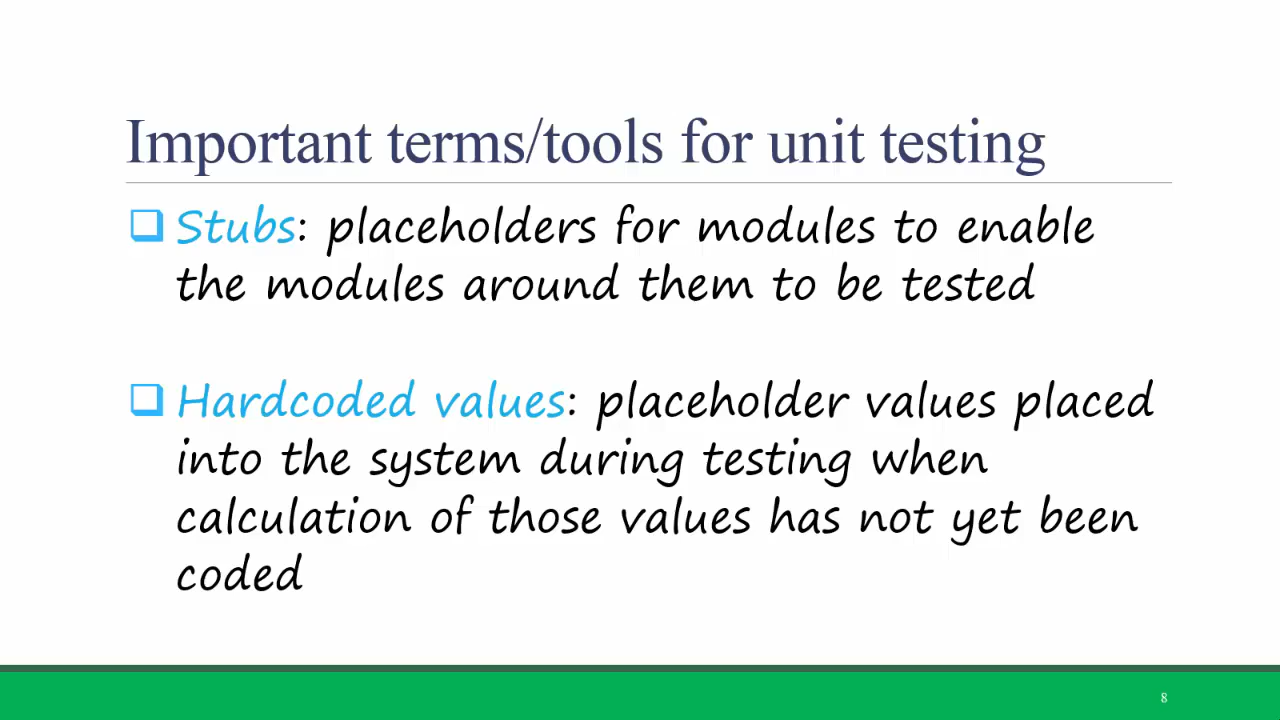 Important terms/tools for unit testing
❑ Stubs: placeholders for modules to enable
the modules around them to be tested
❑ Hardcoded values: placeholder values placed
into the system during testing when
calculation of those values has not yet been
coded
8